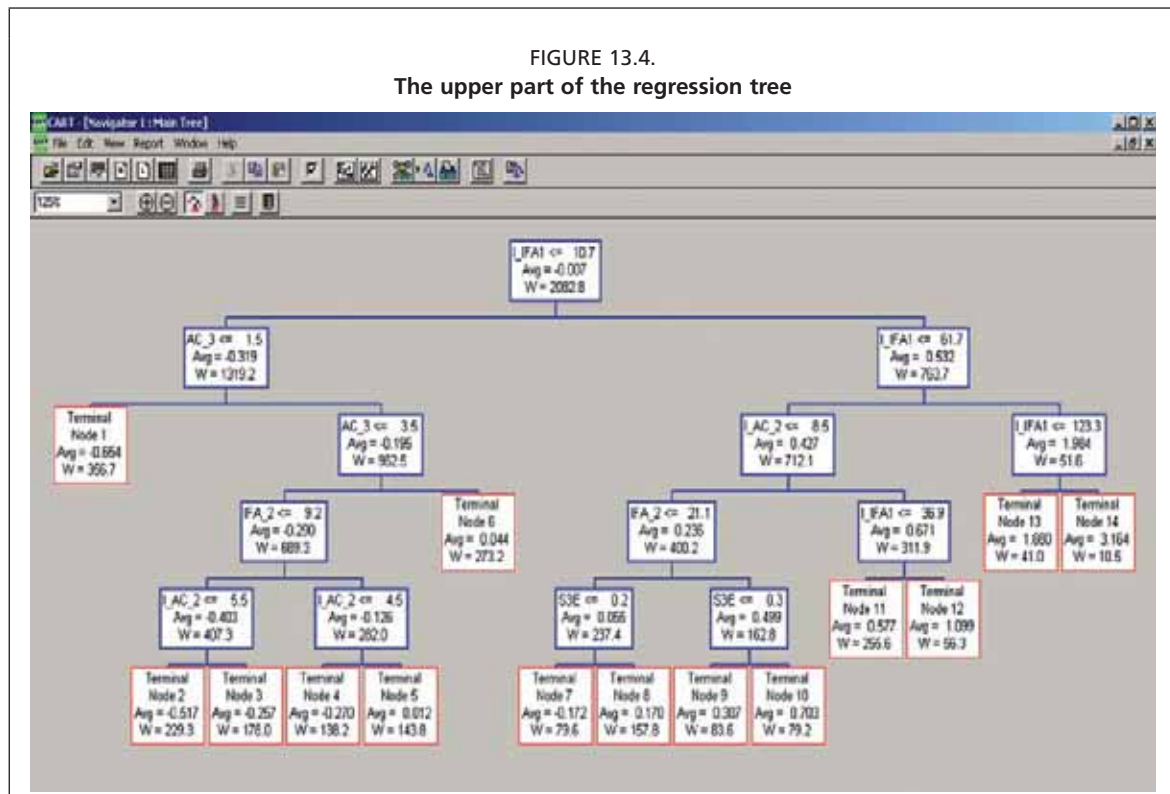 FIGURE 13.4.
The upper part of the regression tree
CART - [Navigator 1 : Main Tree]
File Edit View Report Window Help
125%
I_IFA1 <= 10.7
Avg = -0.007
W = 2082.8
AC_3 <= 1.5
Avg = -0.319
W = 1319.2
I_IFA1 <= 61.7
Avg = 0.532
W = 763.7
Terminal
Node 1
Avg = -0.664
W = 356.7
AC_3 <= 3.5
Avg = -0.195
W = 962.5
I_AC_2 <= 8.5
Avg = 0.427
W = 712.1
I_IFA1 <= 123.3
Avg = 1.984
W = 51.6
IFA_2 <= 9.2
Avg = -0.290
W = 689.3
Terminal
Node 6
Avg = 0.044
W = 273.2
IFA_2 <= 21.1
Avg = 0.236
W = 400.2
I_IFA1 <= 36.9
Avg = 0.671
W = 311.9
Terminal
Node 13
Avg = 1.680
W = 41.0
Terminal
Node 14
Avg = 3.164
W = 10.6
I_AC_2 <= 5.5
Avg = -0.403
W = 407.3
I_AC_2 <= 4.5
Avg = -0.126
W = 282.0
S3E <= 0.2
Avg = 0.056
W = 237.4
S3E <= 0.3
Avg = 0.499
W = 162.8
Terminal
Node 11
Avg = 0.577
W = 255.6
Terminal
Node 12
Avg = 1.099
W = 56.3
Terminal
Node 2
Avg = -0.517
W = 229.3
Terminal
Node 3
Avg = -0.257
W = 178.0
Terminal
Node 4
Avg = -0.270
W = 138.2
Terminal
Node 5
Avg = 0.012
W = 143.8
Terminal
Node 7
Avg = -0.172
W = 79.6
Terminal
Node 8
Avg = 0.170
W = 157.8
Terminal
Node 9
Avg = 0.307
W = 83.6
Terminal
Node 10
Avg = 0.703
W = 79.2